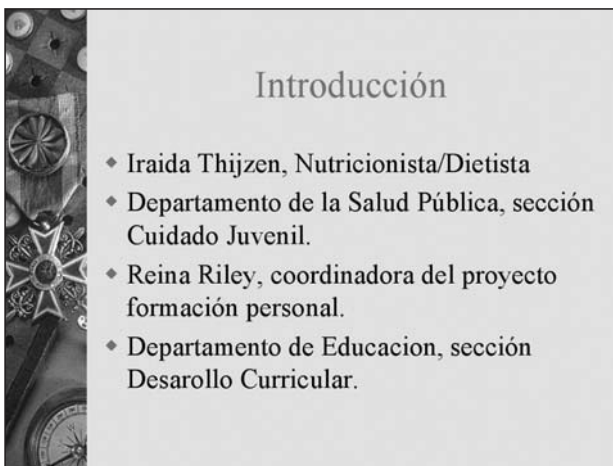 Introducción
Iraida Thijzen, Nutricionista/Dietista
Departamento de la Salud Pública, sección
Cuidado Juvenil.
Reina Riley, coordinadora del proyecto
formación personal.
Departamento de Educacion, sección
Desarollo Curricular.